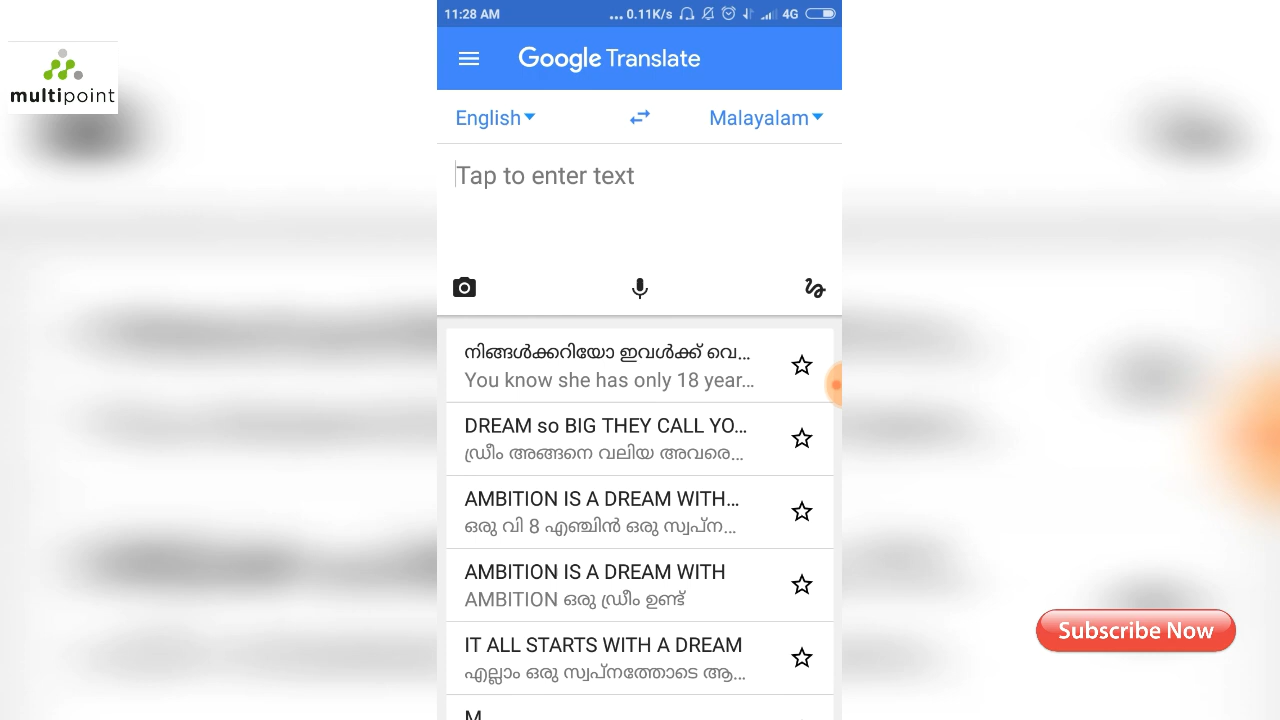 multipoint
11:28 AM
... 0.11K/s 4G
Google Translate
English
Malayalam
Tap to enter text
നിങ്ങൾക്കറിയോ ഇവൾക്ക് വെ...
You know she has only 18 year...
DREAM so BIG THEY CALL YO...
ഡ്രീം അങ്ങനെ വലിയ അവരെ...
AMBITION IS A DREAM WITH...
ഒരു വി 8 എഞ്ചിൻ ഒരു സ്വപ്ന...
AMBITION IS A DREAM WITH
AMBITION ഒരു ഡ്രീം ഉണ്ട്
IT ALL STARTS WITH A DREAM
എല്ലാം ഒരു സ്വപ്നത്തോടെ ആ...
M
Subscribe Now